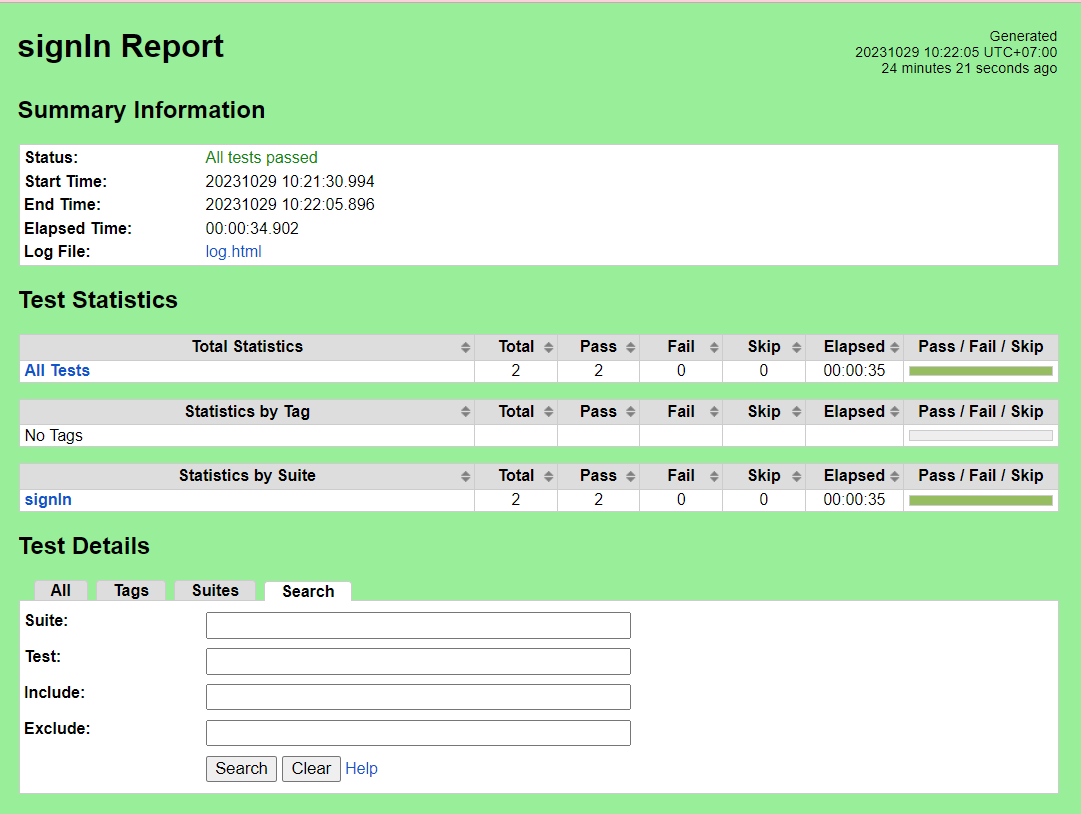 signIn Report
Generated
20231029 10:22:05 UTC+07:00
24 minutes 21 seconds ago
Summary Information
Status: All tests passed
Start Time: 20231029 10:21:30.994
End Time: 20231029 10:22:05.896
Elapsed Time: 00:00:34.902
Log File: log.html
Test Statistics
Total Statistics Total Pass Fail Skip Elapsed Pass / Fail / Skip
All Tests 2 2 0 0 00:00:35
Statistics by Tag Total Pass Fail Skip Elapsed Pass / Fail / Skip
No Tags
Statistics by Suite Total Pass Fail Skip Elapsed Pass / Fail / Skip
signIn 2 2 0 0 00:00:35
Test Details
All Tags Suites Search
Suite:
Test:
Include:
Exclude:
Search Clear Help